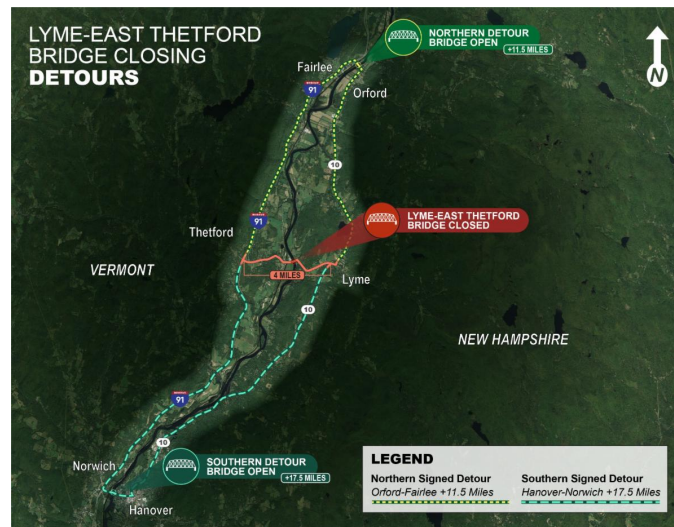 LYME-EAST THETFORD
BRIDGE CLOSING
DETOURS
NORTHERN DETOUR
BRIDGE OPEN
+11.5 MILES
N
Fairlee
91
Orford
10
LYME-EAST THETFORD
BRIDGE CLOSED
91
Thetford
VERMONT
4 MILES
Lyme
10
NEW HAMPSHIRE
91
10
Norwich
SOUTHERN DETOUR
BRIDGE OPEN
+17.5 MILES
Hanover
LEGEND
Northern Signed Detour
Orford-Fairlee +11.5 Miles
Southern Signed Detour
Hanover-Norwich +17.5 Miles